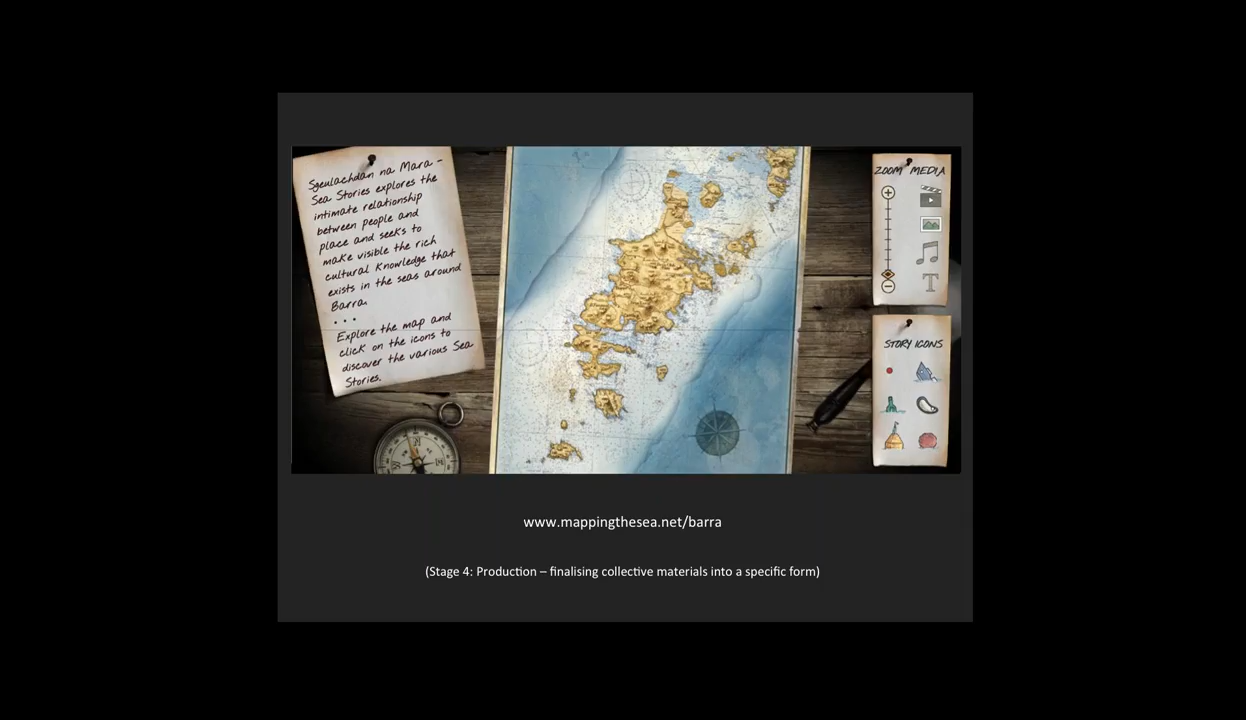 Sgeulachdan na Mara -
Sea Stories explores the
intimate relationship
between people and
place and seeks to
make visible the rich
cultural knowledge that
exists in the seas around
Barra.
...
Explore the map and
click on the icons to
discover the various Sea
Stories.
ZOOM MEDIA
T
STORY ICONS
www.mappingthesea.net/barra
(Stage 4: Production – finalising collective materials into a specific form)